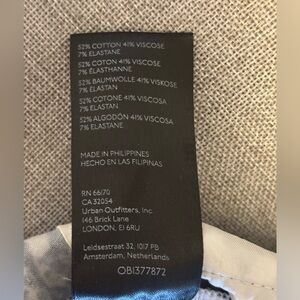 52% COTTON 41% VISCOSE
7% ELASTANE
52% COTON 41% VISCOSE
7% ÉLASTHANNE
52% BAUMWOLLE 41% VISKOSE
7% ELASTAN
52% COTONE 41% VISCOSA
7% ELASTAN
52% ALGODÓN 41% VISCOSA
7% ELASTANE
MADE IN PHILIPPINES
HECHO EN LAS FILIPINAS
RN 66170
CA 32054
Urban Outfitters, Inc.
146 Brick Lane
LONDON, E1 6RU
Leidsestraat 32, 1017 PB
Amsterdam, Netherlands
OB1377872